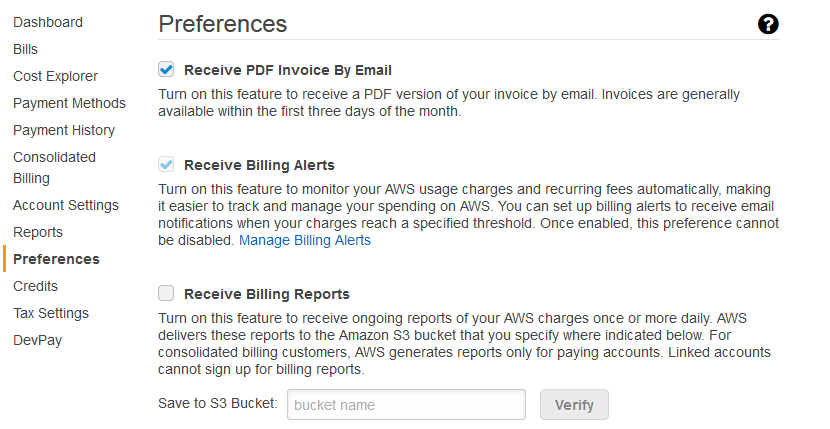 Dashboard
Bills
Cost Explorer
Payment Methods
Payment History
Consolidated
Billing
Account Settings
Reports
Preferences
Credits
Tax Settings
DevPay
Preferences
?
Receive PDF Invoice By Email
Turn on this feature to receive a PDF version of your invoice by email. Invoices are generally
available within the first three days of the month.
Receive Billing Alerts
Turn on this feature to monitor your AWS usage charges and recurring fees automatically, making
it easier to track and manage your spending on AWS. You can set up billing alerts to receive email
notifications when your charges reach a specified threshold. Once enabled, this preference cannot
be disabled. Manage Billing Alerts
Receive Billing Reports
Turn on this feature to receive ongoing reports of your AWS charges once or more daily. AWS
delivers these reports to the Amazon S3 bucket that you specify where indicated below. For
consolidated billing customers, AWS generates reports only for paying accounts. Linked accounts
cannot sign up for billing reports.
Save to S3 Bucket: bucket name Verify